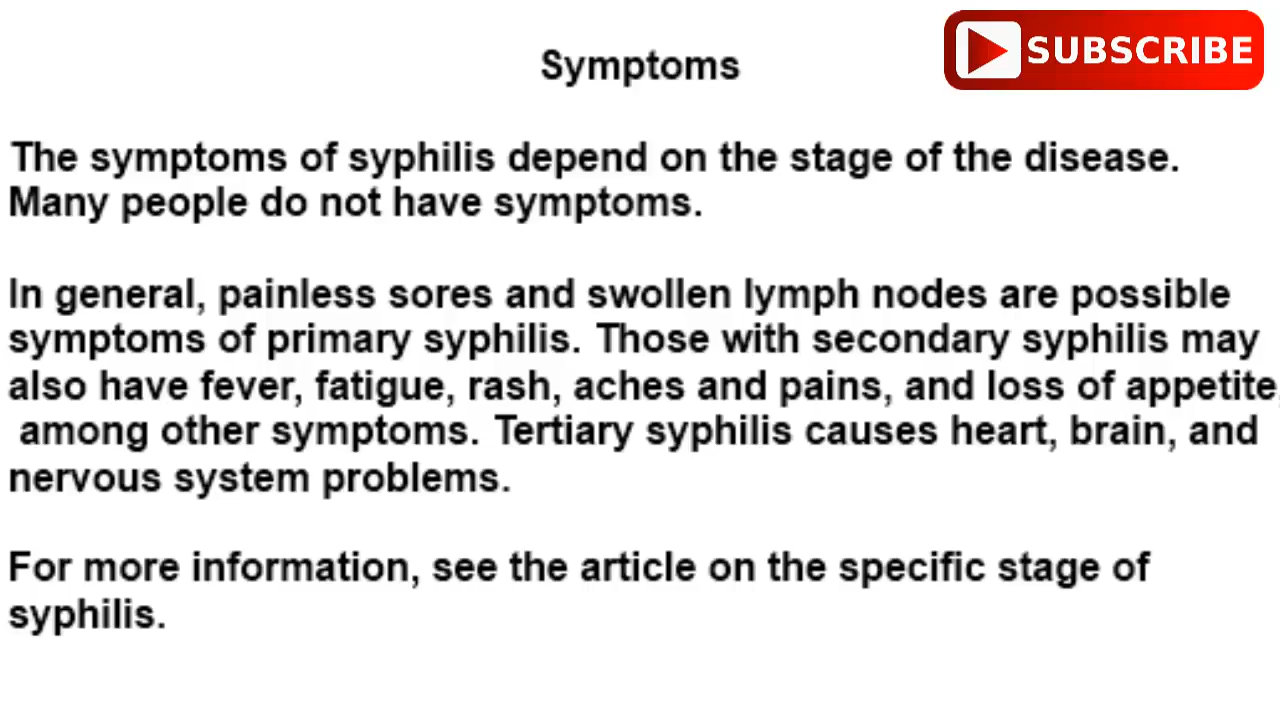 SUBSCRIBE
Symptoms
The symptoms of syphilis depend on the stage of the disease.
Many people do not have symptoms.
In general, painless sores and swollen lymph nodes are possible
symptoms of primary syphilis. Those with secondary syphilis may
also have fever, fatigue, rash, aches and pains, and loss of appetite,
among other symptoms. Tertiary syphilis causes heart, brain, and
nervous system problems.
For more information, see the article on the specific stage of
syphilis.